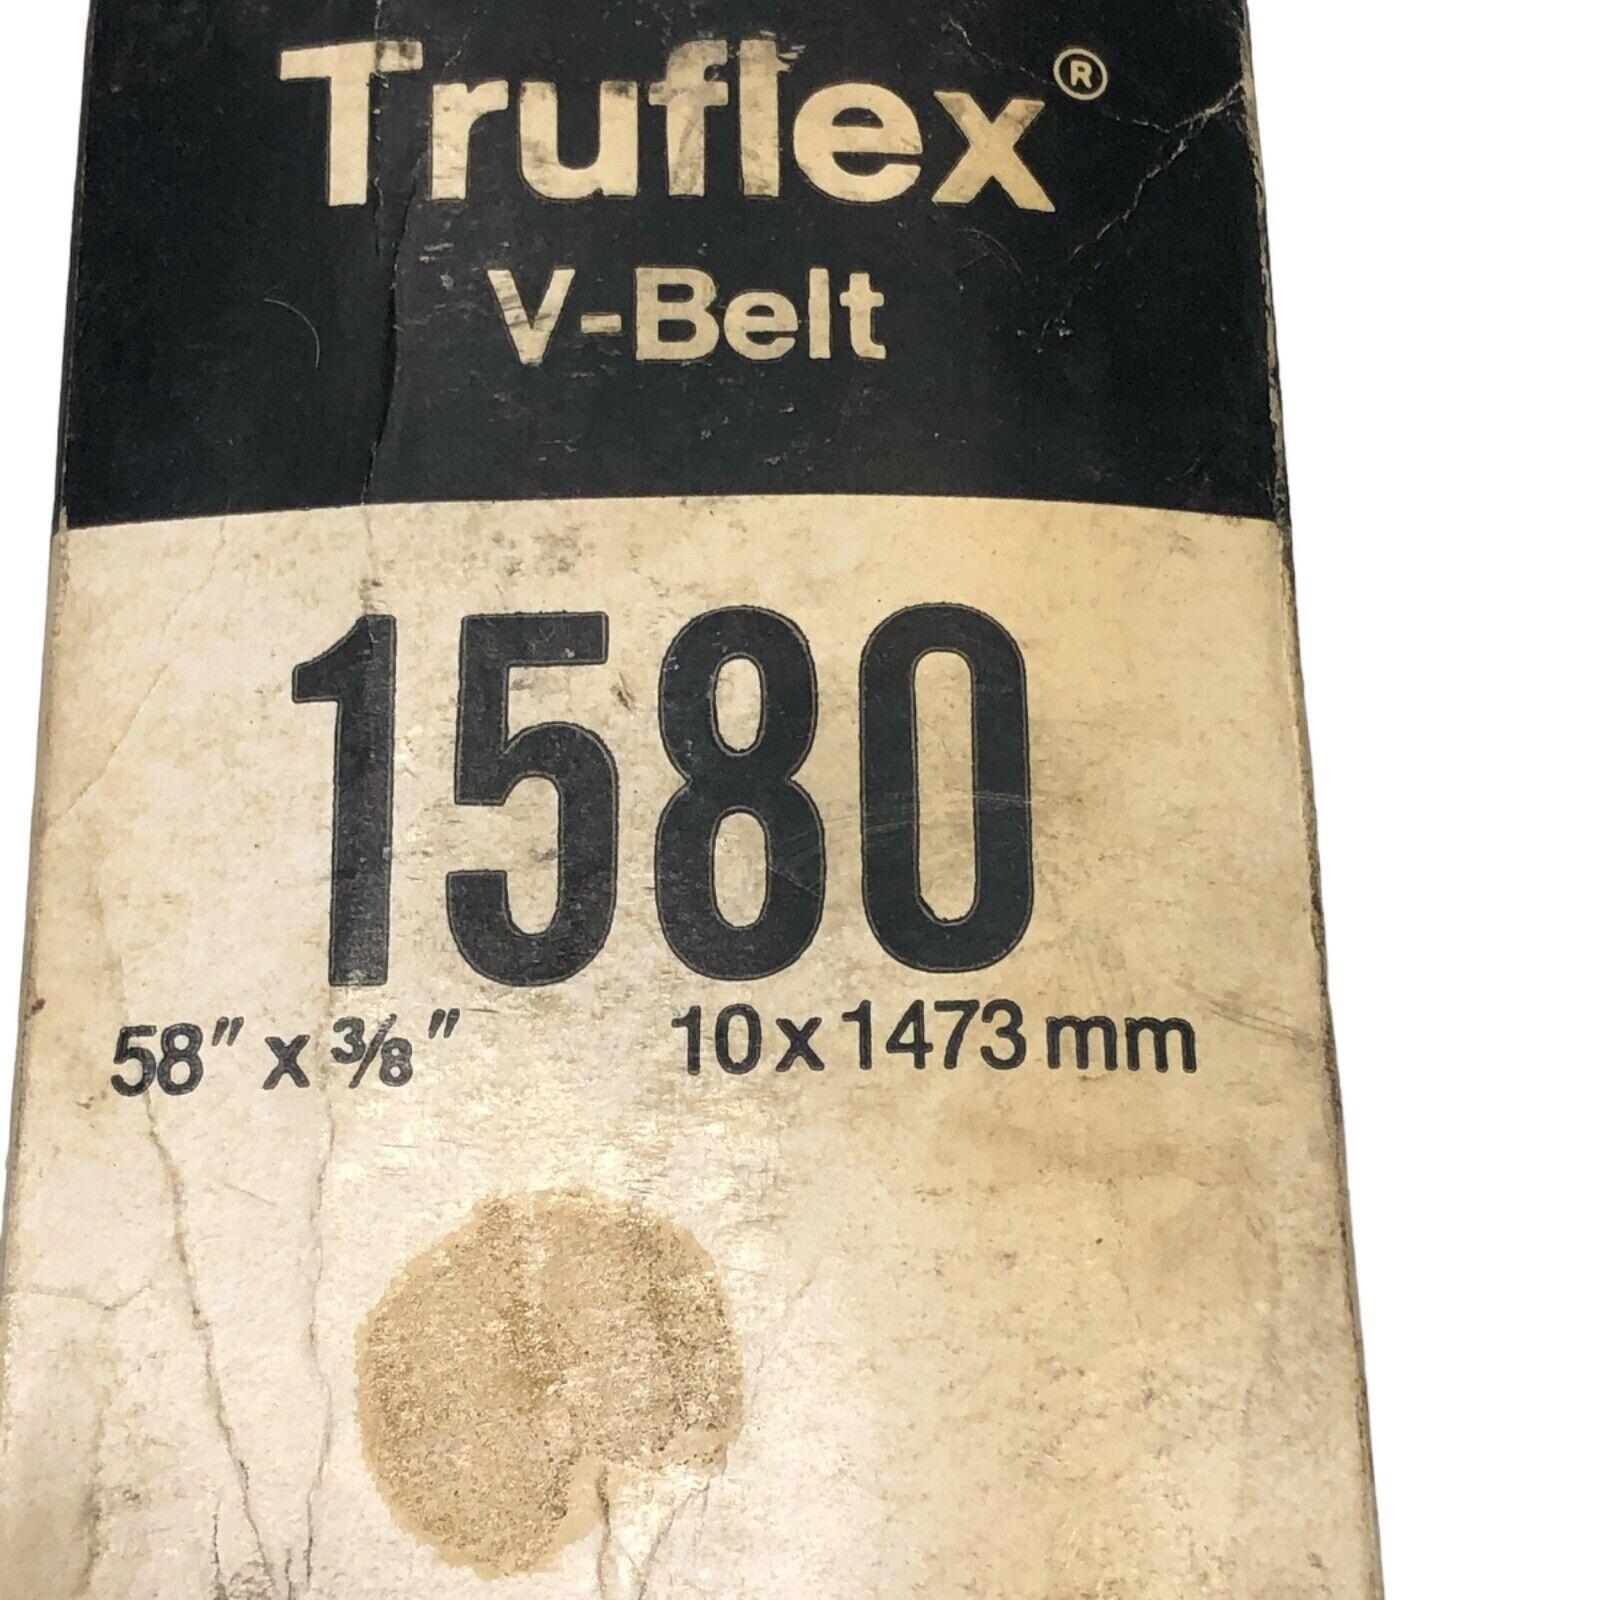 Truflex®
V-Belt
1580
58" x 3/8" 10 x 1473 mm